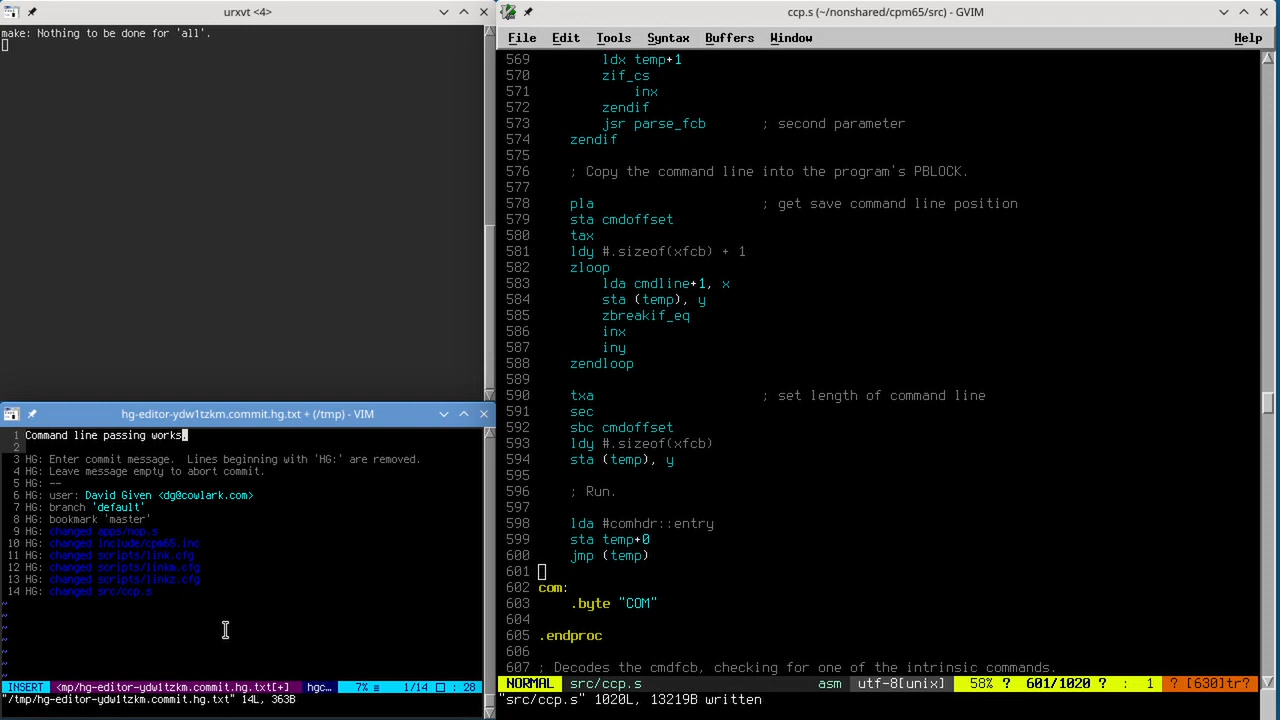 urxvt <4>
make: Nothing to be done for 'all'.
hg-editor-ydw1tzkm.commit.hg.txt + (/tmp) - VIM
1 Command line passing works.
2
3 HG: Enter commit message.  Lines beginning with 'HG:' are removed.
4 HG: Leave message empty to abort commit.
5 HG: --
6 HG: user: David Given <dg@cowlark.com>
7 HG: branch 'default'
8 HG: bookmark 'master'
9 HG: changed apps/nop.s
10 HG: changed include/cpm65.inc
11 HG: changed scripts/link.cfg
12 HG: changed scripts/linkm.cfg
13 HG: changed scripts/linkz.cfg
14 HG: changed src/ccp.s
~
~
~
~
~
~
INSERT <mp/hg-editor-ydw1tzkm.commit.hg.txt[+] hgc… 7% 1/14 : 28
"/tmp/hg-editor-ydw1tzkm.commit.hg.txt" 14L, 363B
ccp.s (~/nonshared/cpm65/src) - GVIM
File Edit Tools Syntax Buffers Window Help
569 ldx temp+1
570 zif_cs
571 inx
572 zendif
573 jsr parse_fcb ; second parameter
574 zendif
575
576 ; Copy the command line into the program's PBLOCK.
577
578 pla ; get save command line position
579 sta cmdoffset
580 tax
581 ldy #.sizeof(xfcb) + 1
582 zloop
583 lda cmdline+1, x
584 sta (temp), y
585 zbreakif_eq
586 inx
587 iny
588 zendloop
589
590 txa ; set length of command line
591 sec
592 sbc cmdoffset
593 ldy #.sizeof(xfcb)
594 sta (temp), y
595
596 ; Run.
597
598 lda #comhdr::entry
599 sta temp+0
600 jmp (temp)
601
602 com:
603 .byte "COM"
604
605 .endproc
606
607 ; Decodes the cmdfcb, checking for one of the intrinsic commands.
NORMAL src/ccp.s asm utf-8[unix] 58% ? 601/1020 ? : 1 ? [630]tr?
"src/ccp.s" 1020L, 13219B written